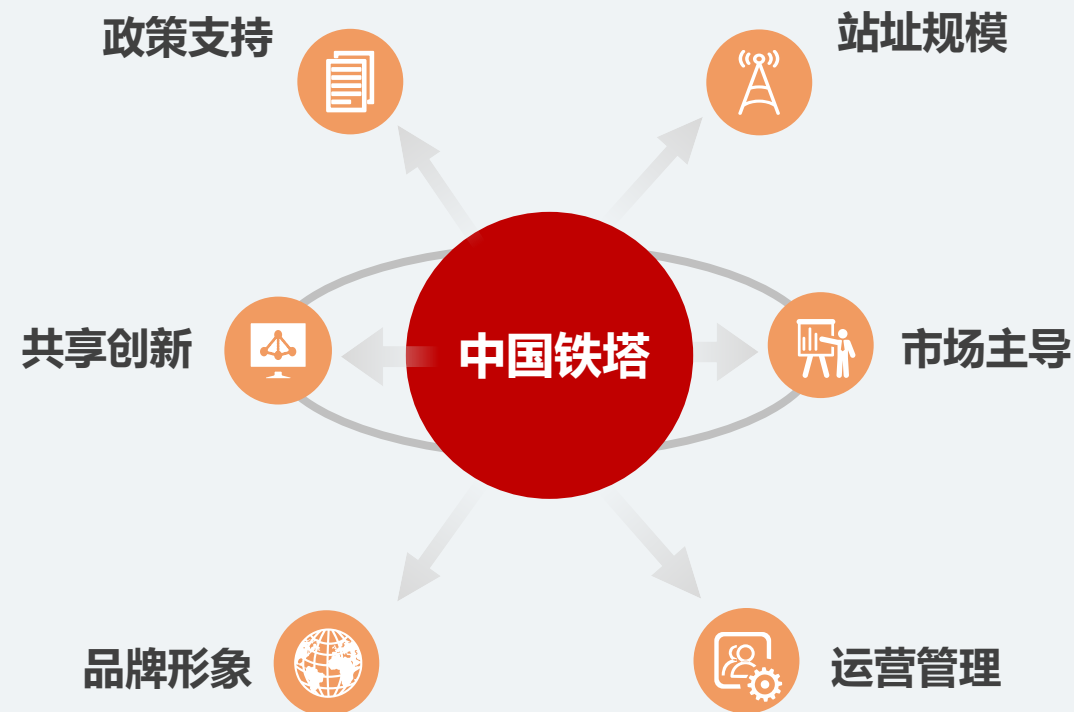 政策支持
站址规模
共享创新
中国铁塔
市场主导
品牌形象
运营管理